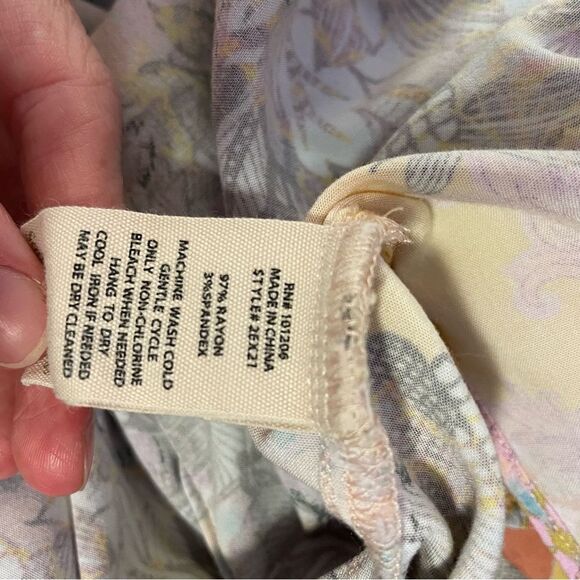 RN# 107206
MADE IN CHINA
STYLE# 2EX21
97% RAYON
3%SPANDEX
MACHINE WASH COLD
GENTLE CYCLE
ONLY NON-CHLORINE
BLEACH WHEN NEEDED
HANG TO DRY
COOL IRON IF NEEDED
MAY BE DRY CLEANED